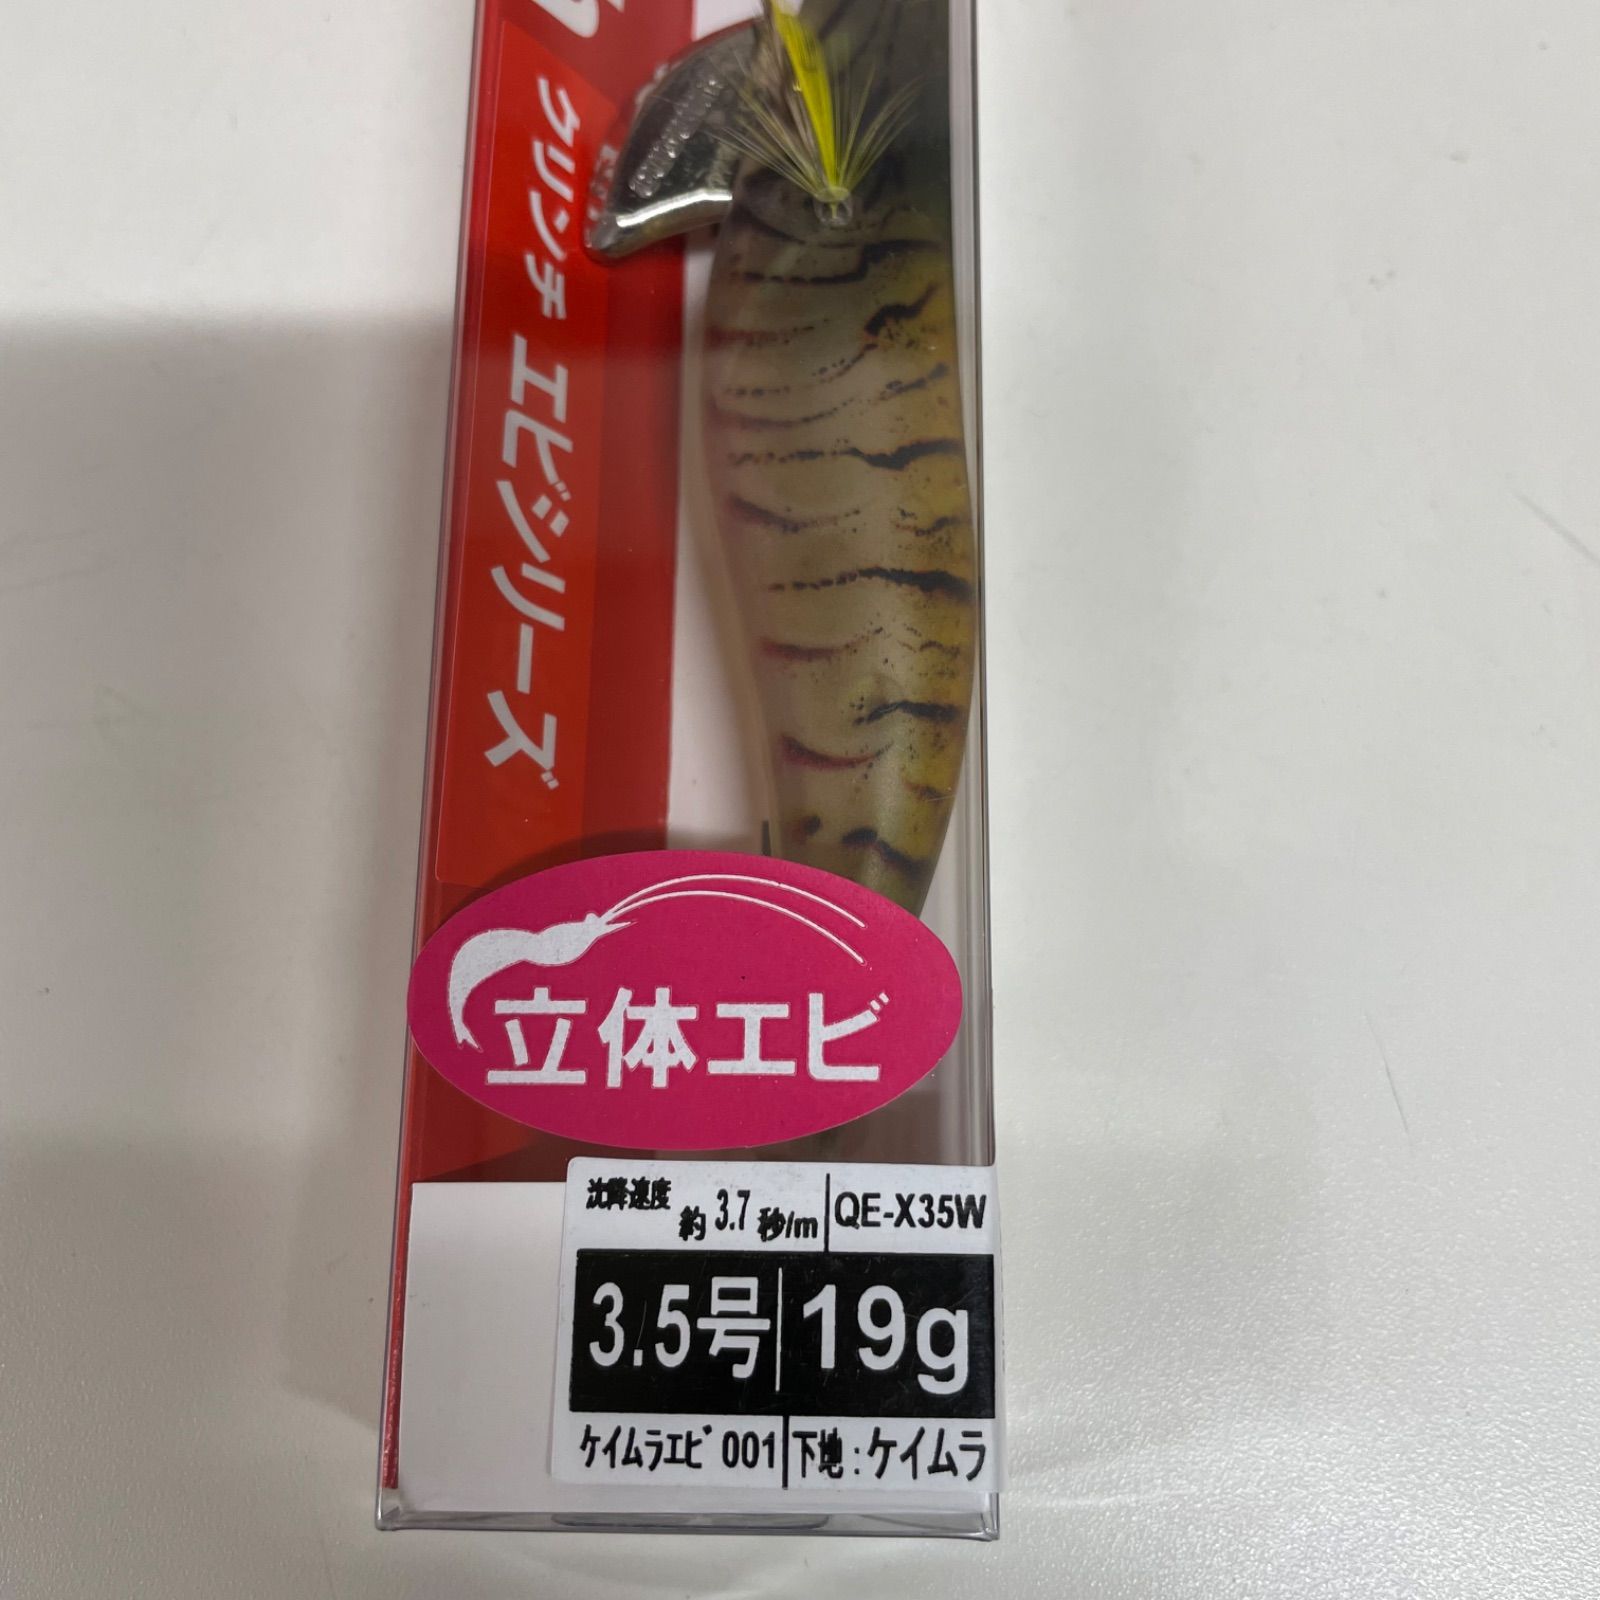 クリンチ エビシリーズ
立体エビ
沈降速度 約3.7秒/m QE-X35W
3.5号 19g
ケイムラエビ 001 下地:ケイムラ